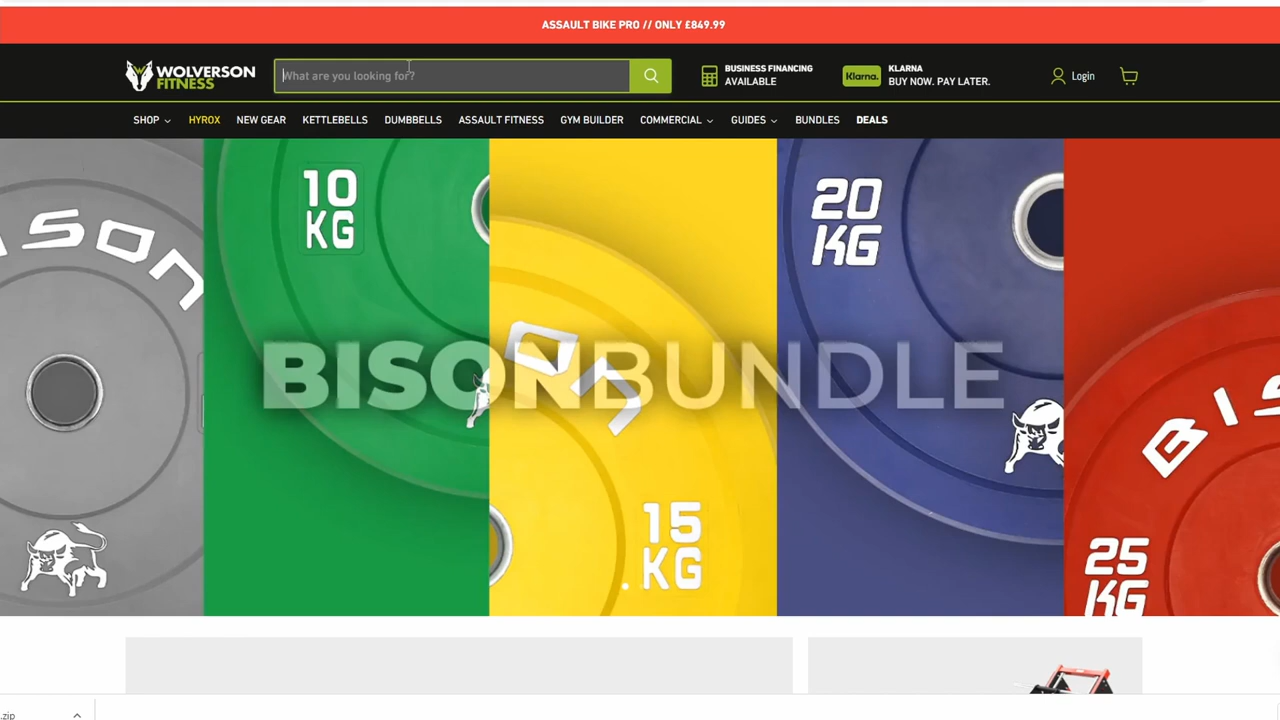 ASSAULT BIKE PRO // ONLY £849.99
WOLVERSON
FITNESS
What are you looking for?
BUSINESS FINANCING
AVAILABLE
Klarna.
KLARNA
BUY NOW. PAY LATER.
Login
SHOP
HYROX
NEW GEAR
KETTLEBELLS
DUMBBELLS
ASSAULT FITNESS
GYM BUILDER
COMMERCIAL
GUIDES
BUNDLES
DEALS
10
KG
20
KG
BISONBUNDLE
15
KG
25
KG
.zip